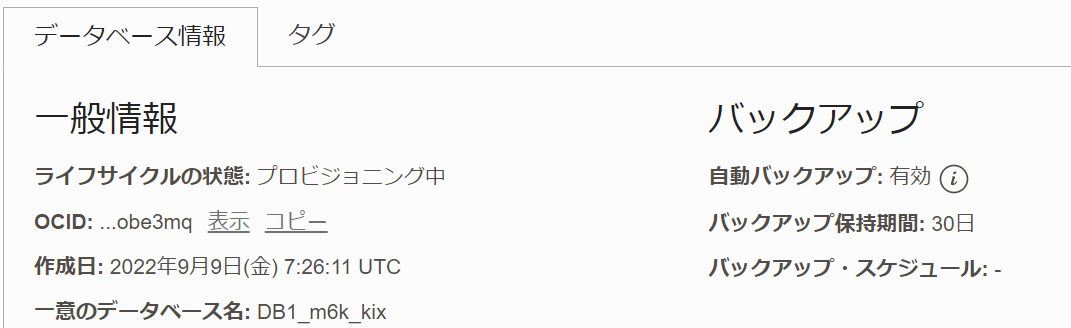 データベース情報
タグ
一般情報
ライフサイクルの状態: プロビジョニング中
OCID: ...obe3mq 表示 コピー
作成日: 2022年9月9日(金) 7:26:11 UTC
一意のデータベース名: DB1_m6k_kix
バックアップ
自動バックアップ: 有効 i
バックアップ保持期間: 30日
バックアップ・スケジュール: -